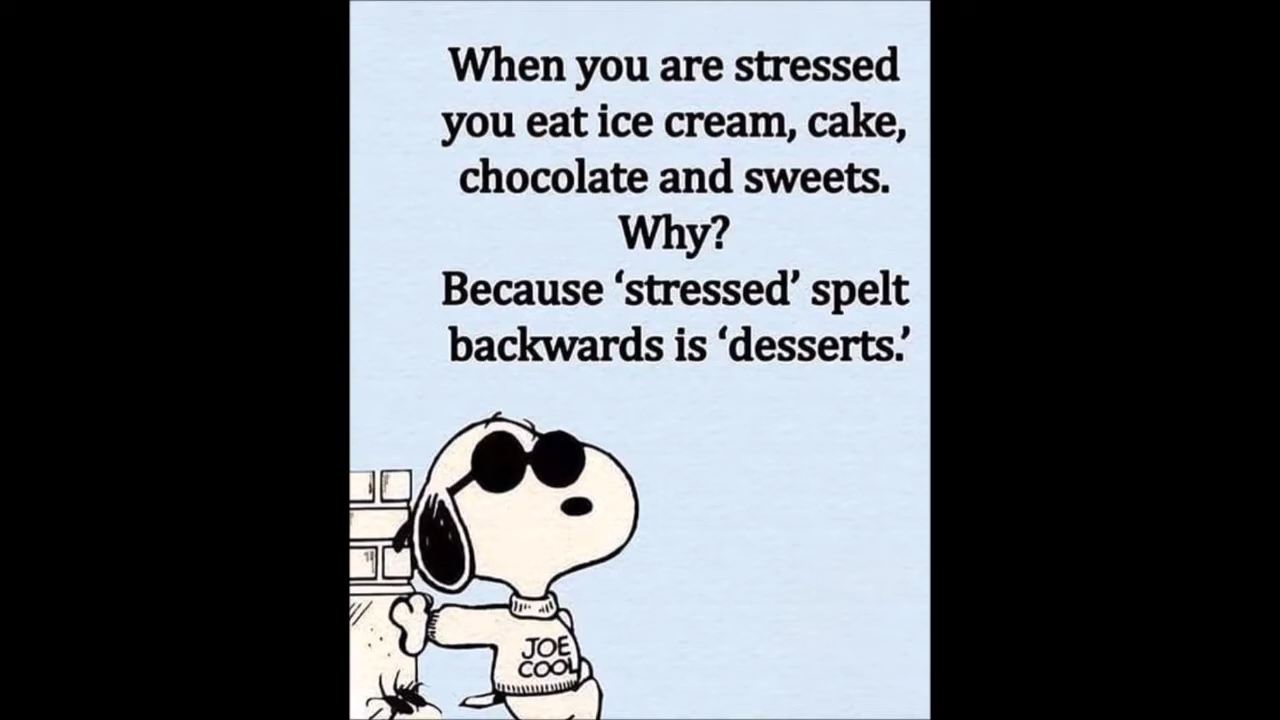 When you are stressed
you eat ice cream, cake,
chocolate and sweets.
Why?
Because ‘stressed’ spelt
backwards is ‘desserts.’
JOE
COOL